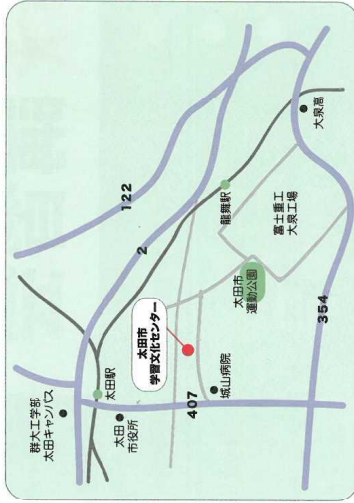 群大工学部
太田キャンパス
太田駅
太田
市役所
太田市
学習文化センター
407
城山病院
2
122
龍舞駅
太田市
運動公園
富士重工
大泉工場
354
大泉高